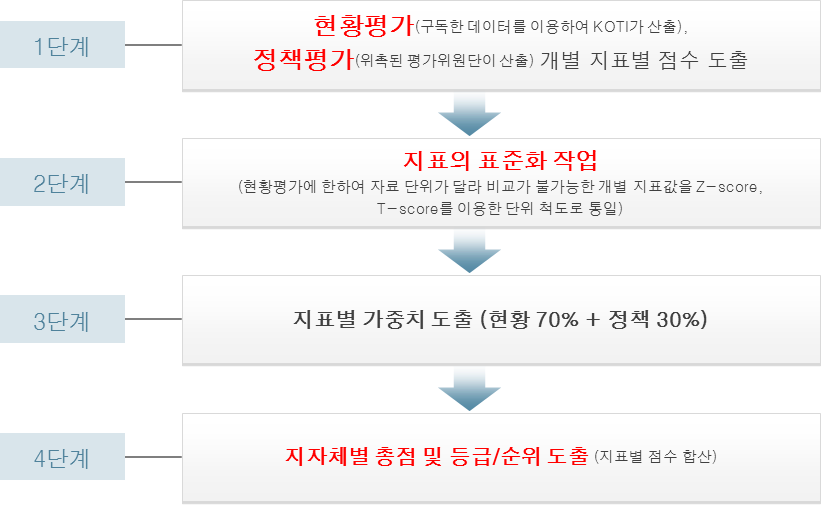 1단계
현황평가(구독한 데이터를 이용하여 KOTI가 산출),
정책평가(위촉된 평가위원단이 산출) 개별 지표별 점수 도출
2단계
지표의 표준화 작업
(현황평가에 한하여 자료 단위가 달라 비교가 불가능한 개별 지표값을 Z-score,
T-score를 이용한 단위 척도로 통일)
3단계
지표별 가중치 도출 (현황 70% + 정책 30%)
4단계
지자체별 총점 및 등급/순위 도출 (지표별 점수 합산)